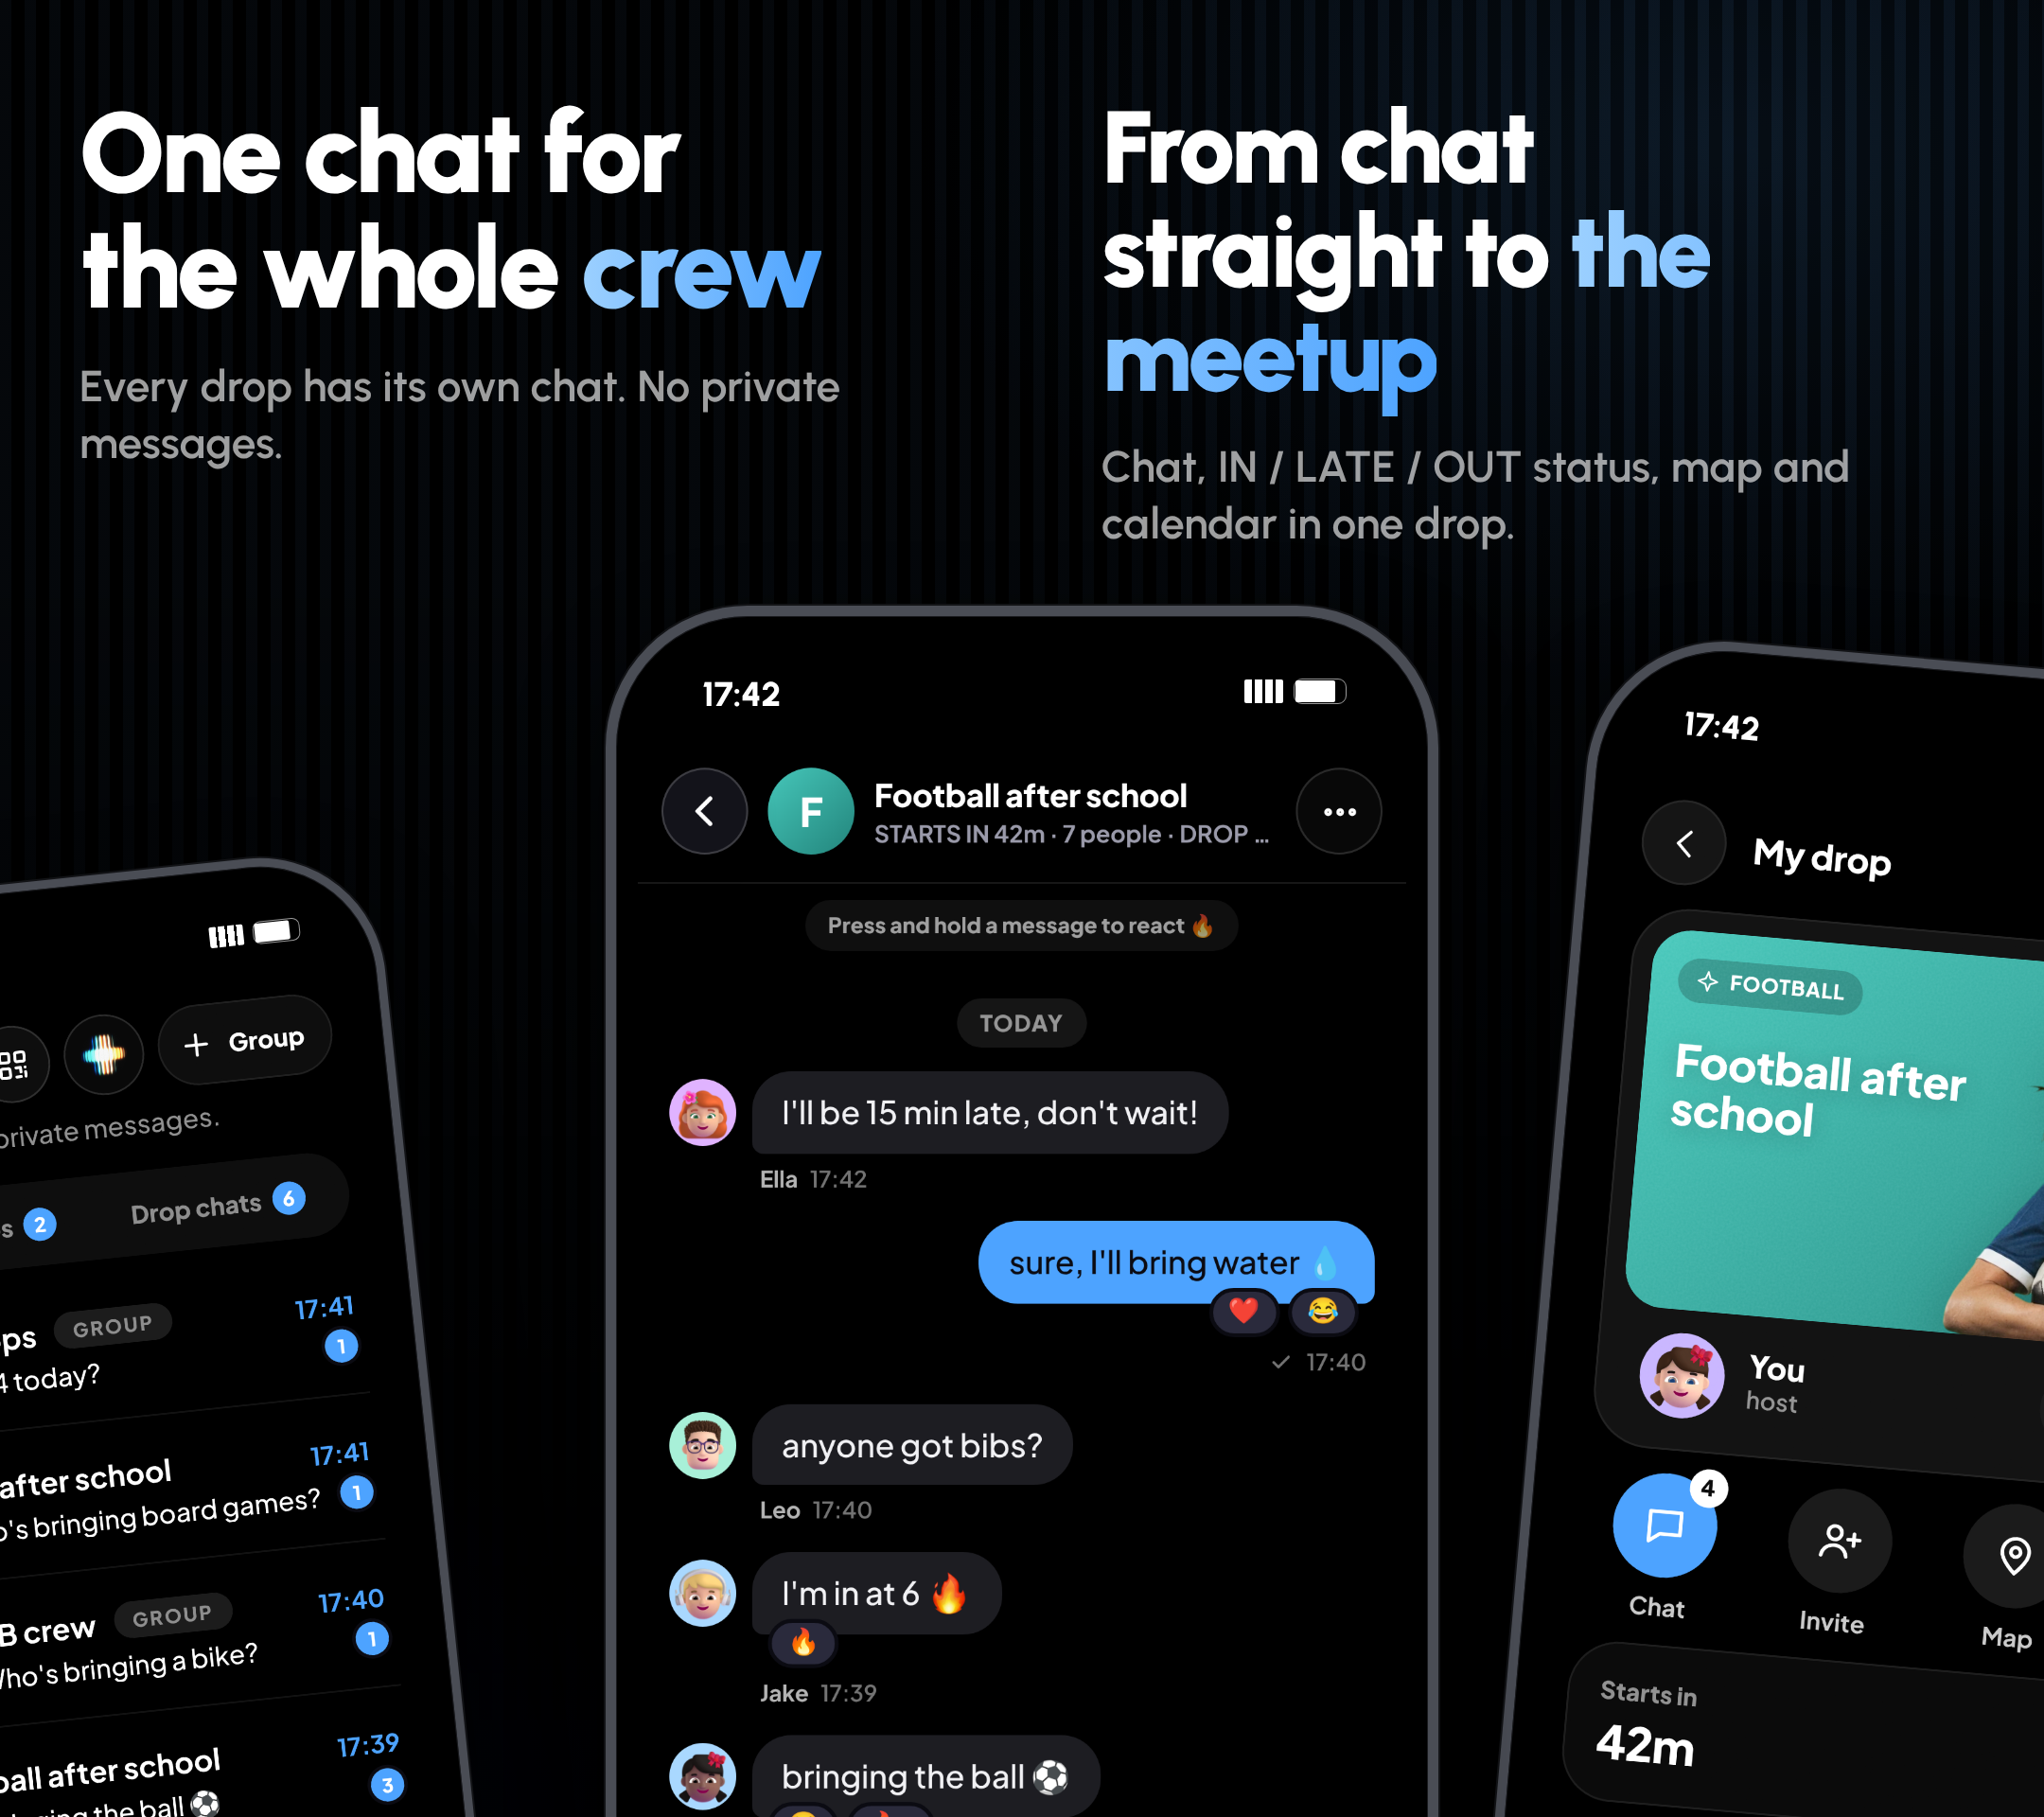 One chat for
the whole crew
Every drop has its own chat. No private
messages.
From chat
straight to the
meetup
Chat, IN / LATE / OUT status, map and
calendar in one drop.
+ Group
private messages.
2
Drop chats 6
GROUP
17:41
1
4 today?
after school
17:41
's bringing board games?
1
B crew
GROUP
17:40
Who's bringing a bike?
1
ball after school
17:39
the ball ⚽
3
17:42
F
Football after school
STARTS IN 42m · 7 people · DROP ...
Press and hold a message to react 🔥
TODAY
I'll be 15 min late, don't wait!
Ella 17:42
sure, I'll bring water 💧
❤️ 😂
✓ 17:40
anyone got bibs?
Leo 17:40
I'm in at 6 🔥
🔥
Jake 17:39
bringing the ball ⚽
17:42
My drop
FOOTBALL
Football after
school
You
host
4
Chat
Invite
Map
Starts in
42m